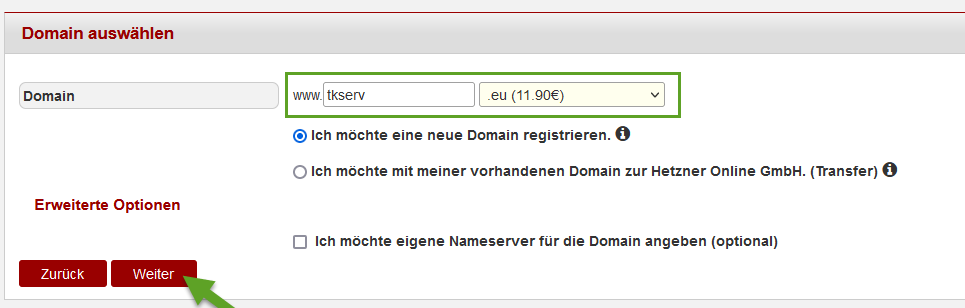 Domain auswählen
Domain
www. tkserv .eu (11.90€)
Ich möchte eine neue Domain registrieren.
Ich möchte mit meiner vorhandenen Domain zur Hetzner Online GmbH. (Transfer)
Erweiterte Optionen
Ich möchte eigene Nameserver für die Domain angeben (optional)
Zurück Weiter